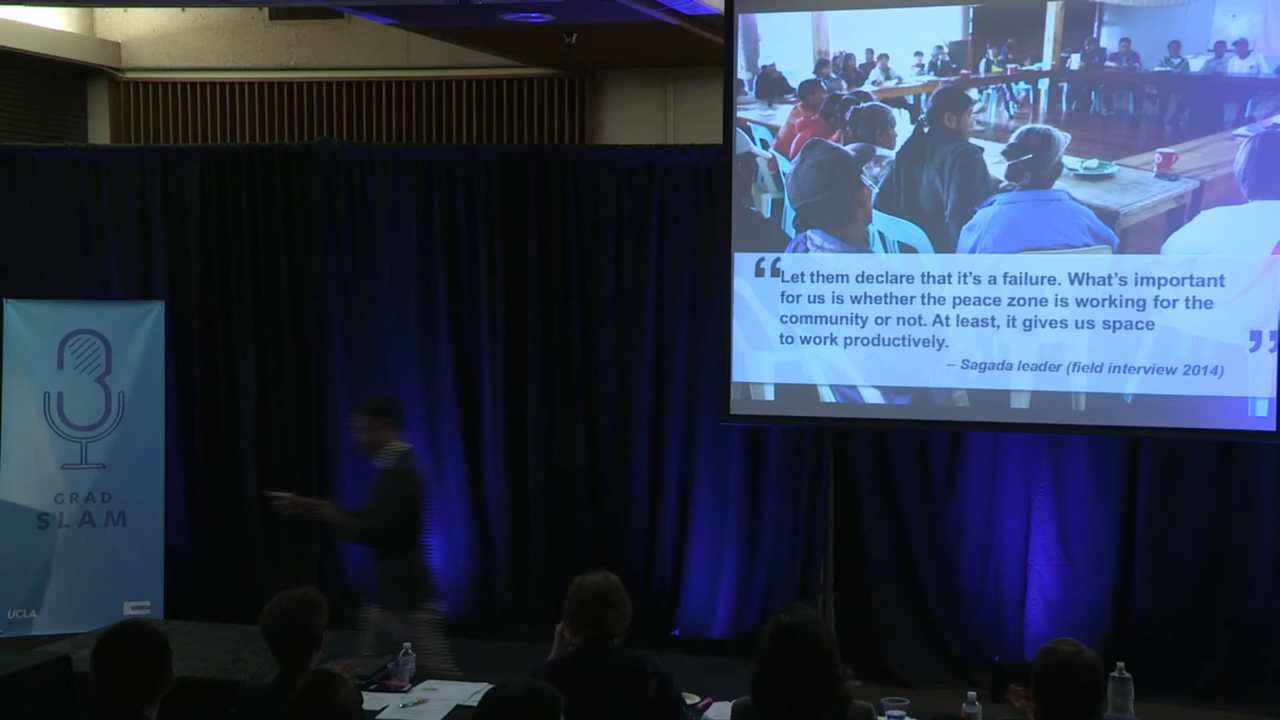 “ Let them declare that it’s a failure. What’s important
for us is whether the peace zone is working for the
community or not. At least, it gives us space
to work productively. ”
– Sagada leader (field interview 2014)
GRAD
SLAM
UCLA